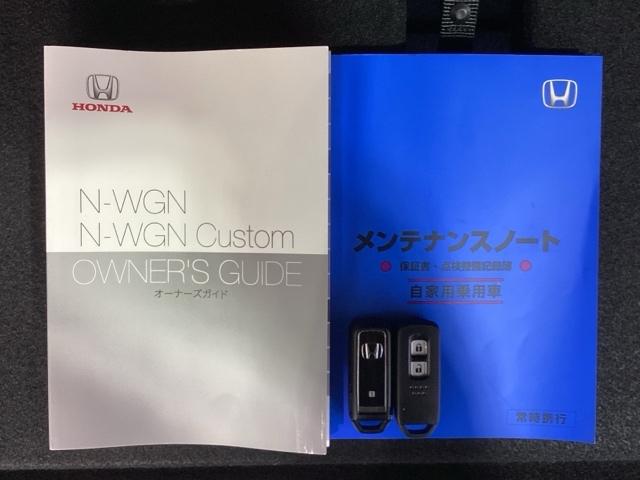 HONDA
N-WGN
N-WGN Custom
OWNER'S GUIDE
オーナーズガイド
メンテナンスノート
保証書・点検整備記録簿
自家用乗用車
常時携行